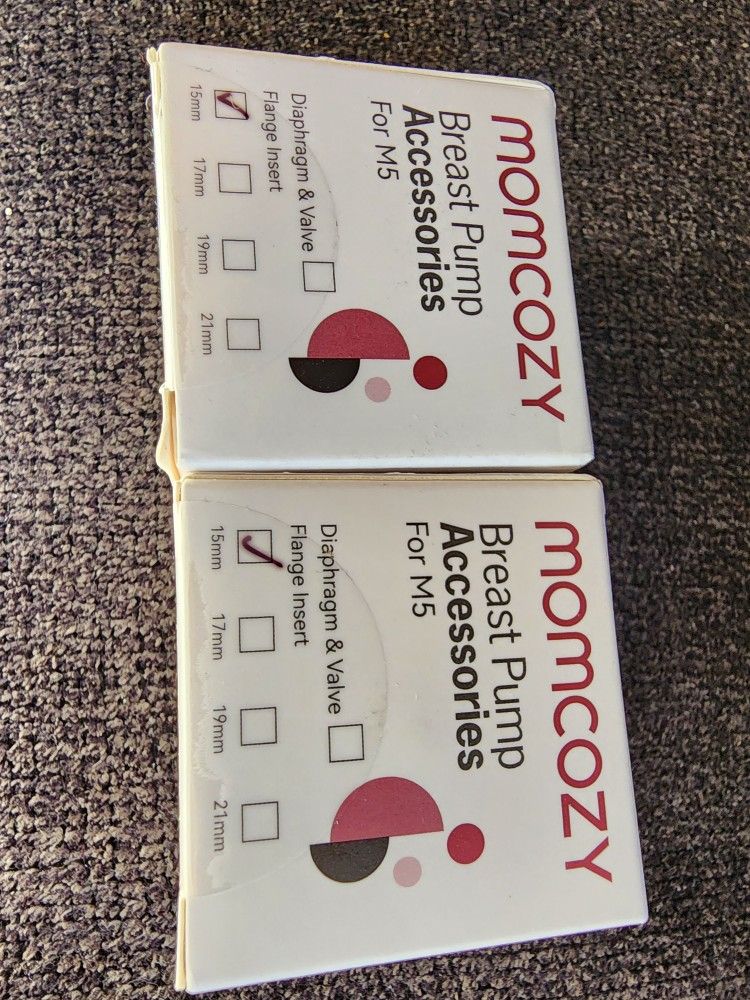 momcozy
Breast Pump
Accessories
For M5
Diaphragm & Valve
Flange Insert
15mm 17mm 19mm 21mm
momcozy
Breast Pump
Accessories
For M5
Diaphragm & Valve
Flange Insert
15mm 17mm 19mm 21mm